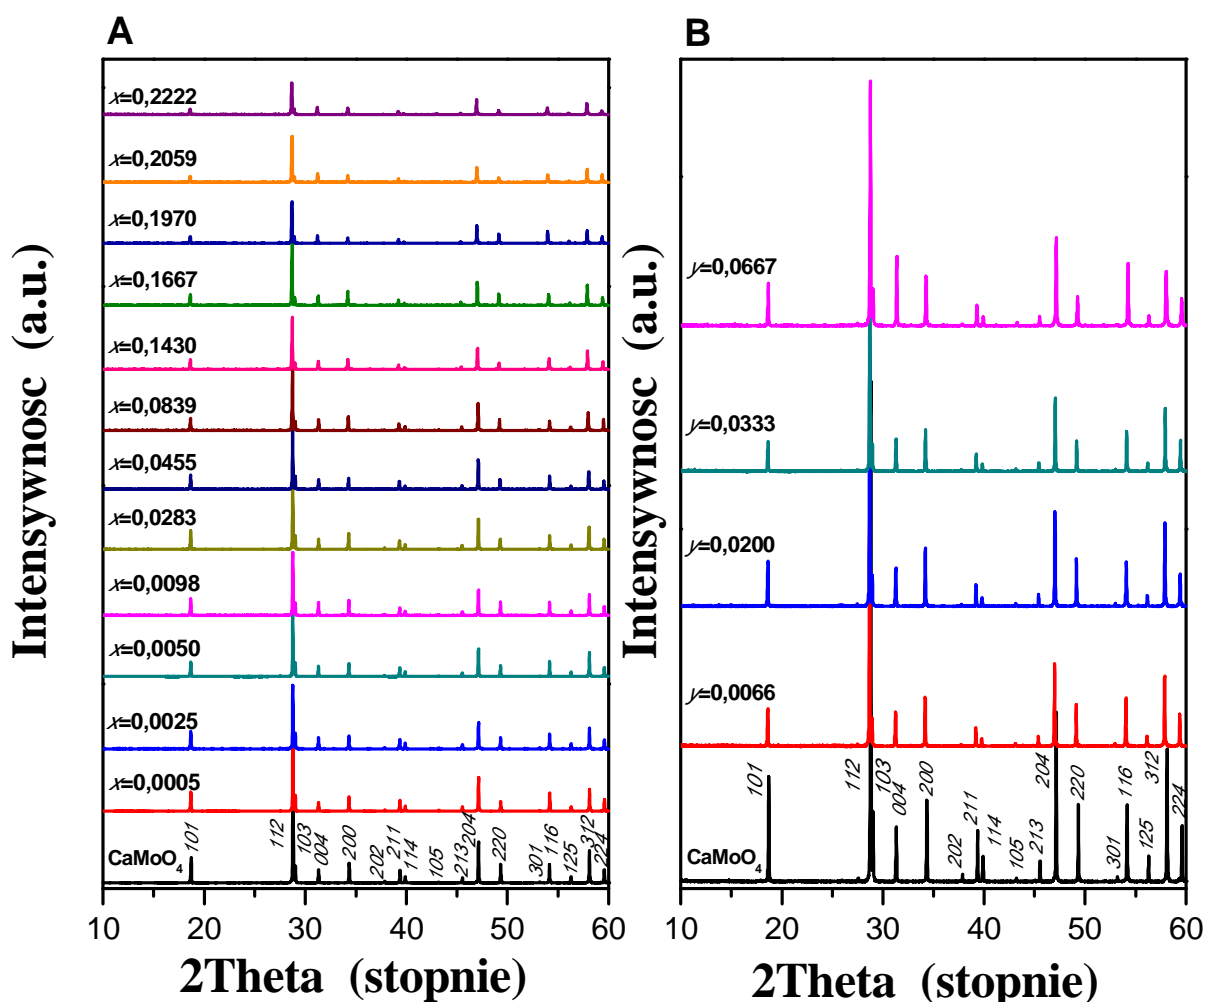 A
x=0,2222
x=0,2059
x=0,1970
x=0,1667
x=0,1430
x=0,0839
x=0,0455
x=0,0283
x=0,0098
x=0,0050
x=0,0025
x=0,0005
CaMoO4
101 112 103 004 200 202 211 114 105 213 204 220 301 116 125 312 224
10 20 30 40 50 60
2Theta (stopnie)
Intensywnosc (a.u.)
B
y=0,0667
y=0,0333
y=0,0200
y=0,0066
CaMoO4
101 112 103 004 200 202 211 114 105 213 204 220 301 116 125 312 224
10 20 30 40 50 60
2Theta (stopnie)
Intensywnosc (a.u.)